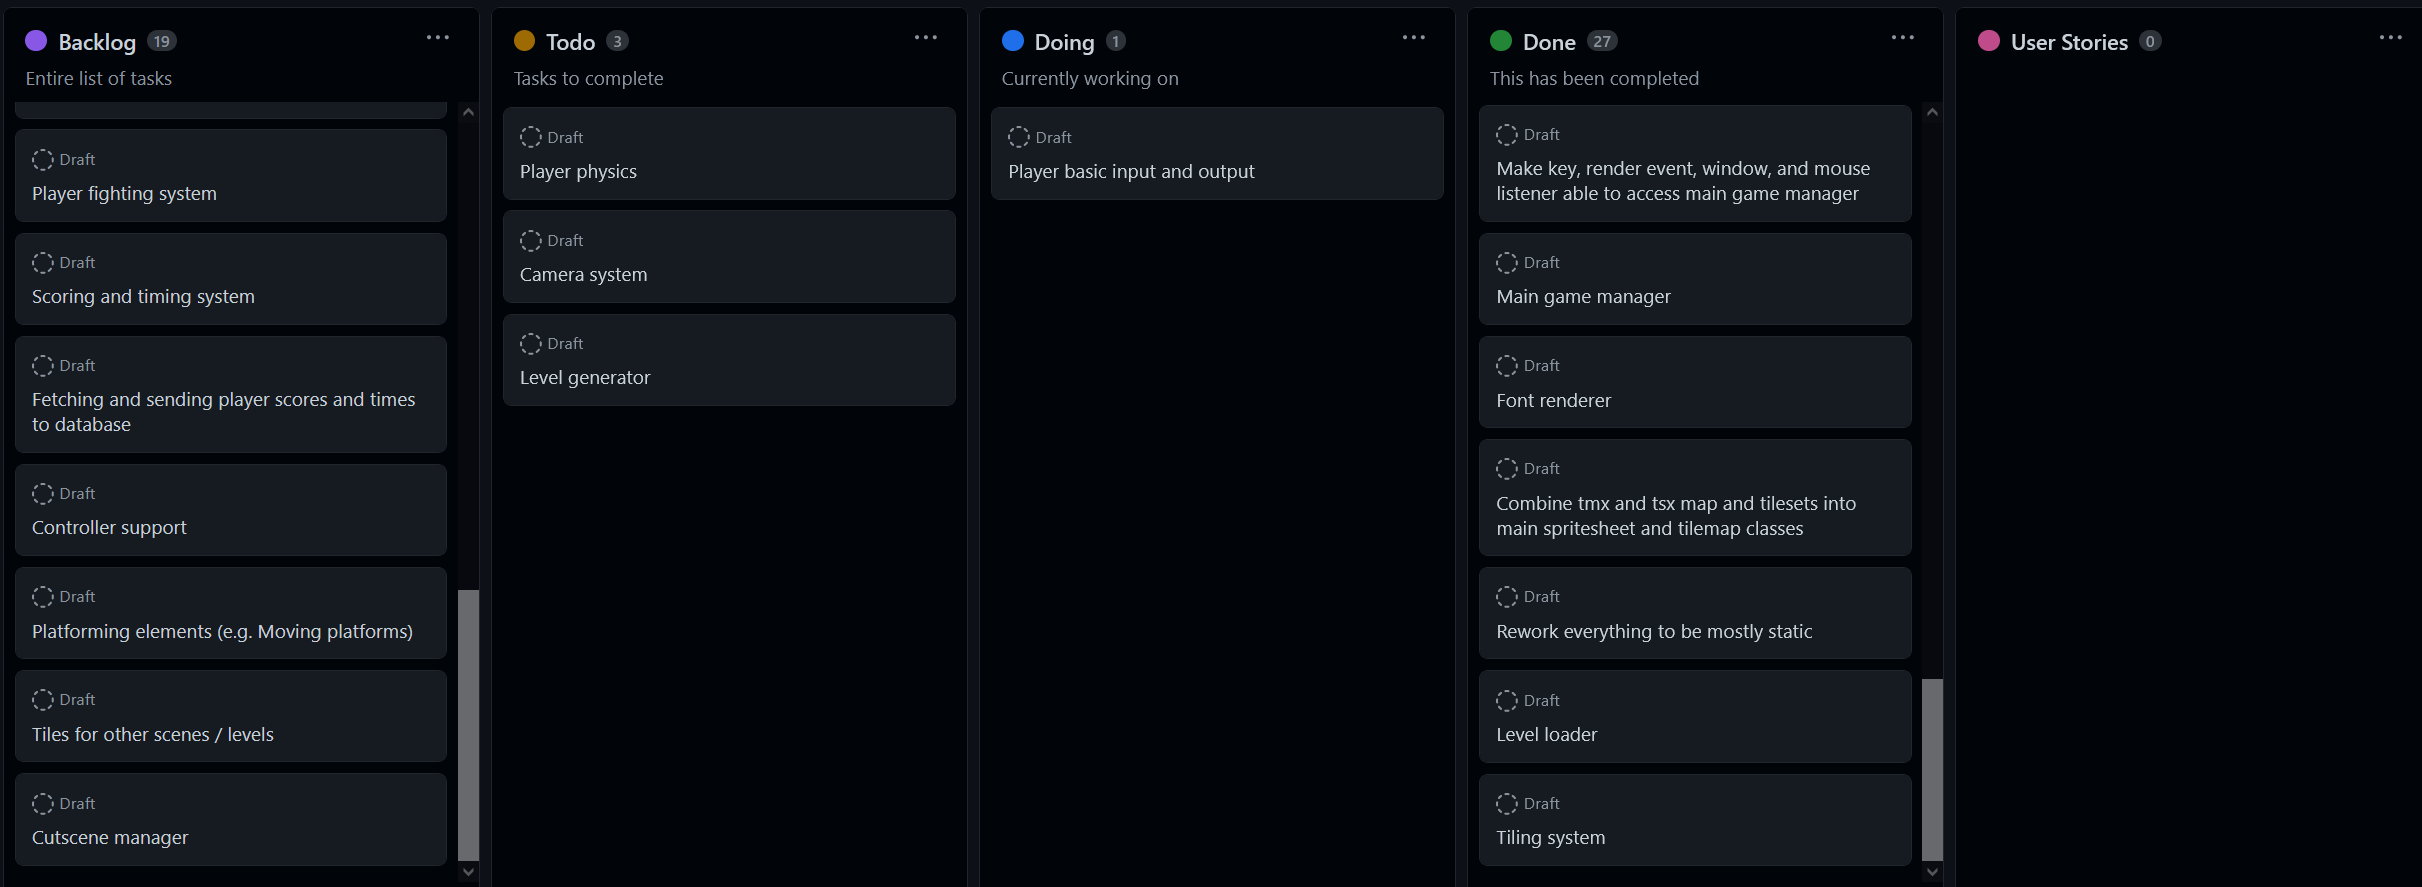 Backlog 19
Entire list of tasks
Draft
Player fighting system
Draft
Scoring and timing system
Draft
Fetching and sending player scores and times
to database
Draft
Controller support
Draft
Platforming elements (e.g. Moving platforms)
Draft
Tiles for other scenes / levels
Draft
Cutscene manager
Todo 3
Tasks to complete
Draft
Player physics
Draft
Camera system
Draft
Level generator
Doing 1
Currently working on
Draft
Player basic input and output
Done 27
This has been completed
Draft
Make key, render event, window, and mouse
listener able to access main game manager
Draft
Main game manager
Draft
Font renderer
Draft
Combine tmx and tsx map and tilesets into
main spritesheet and tilemap classes
Draft
Rework everything to be mostly static
Draft
Level loader
Draft
Tiling system
User Stories 0